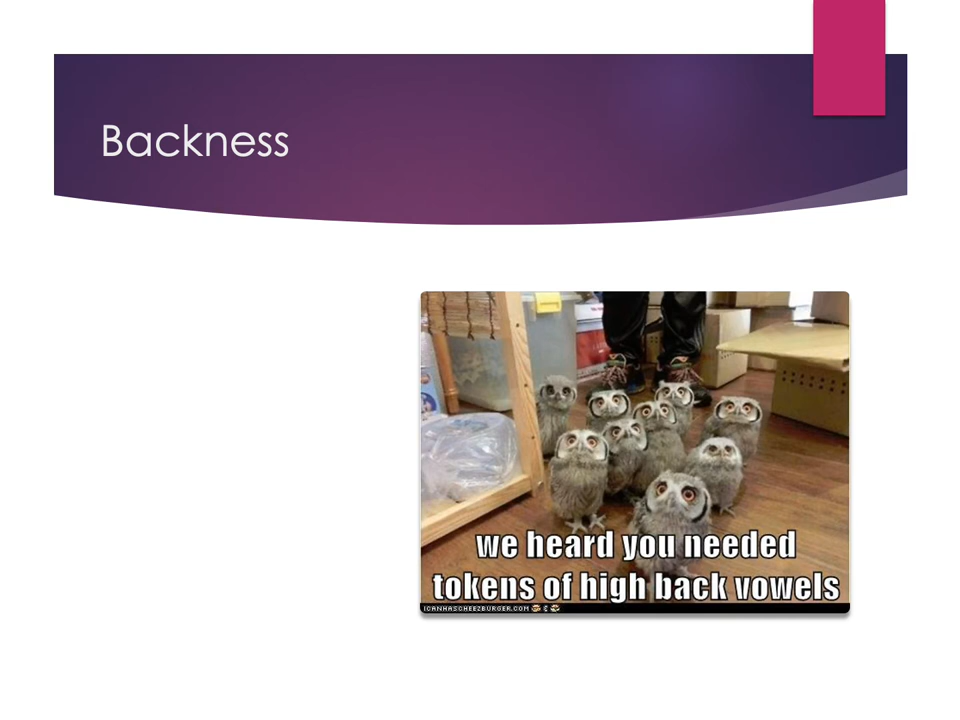 Backness
we heard you needed
tokens of high back vowels
ICANHASCHEEZBURGER.COM